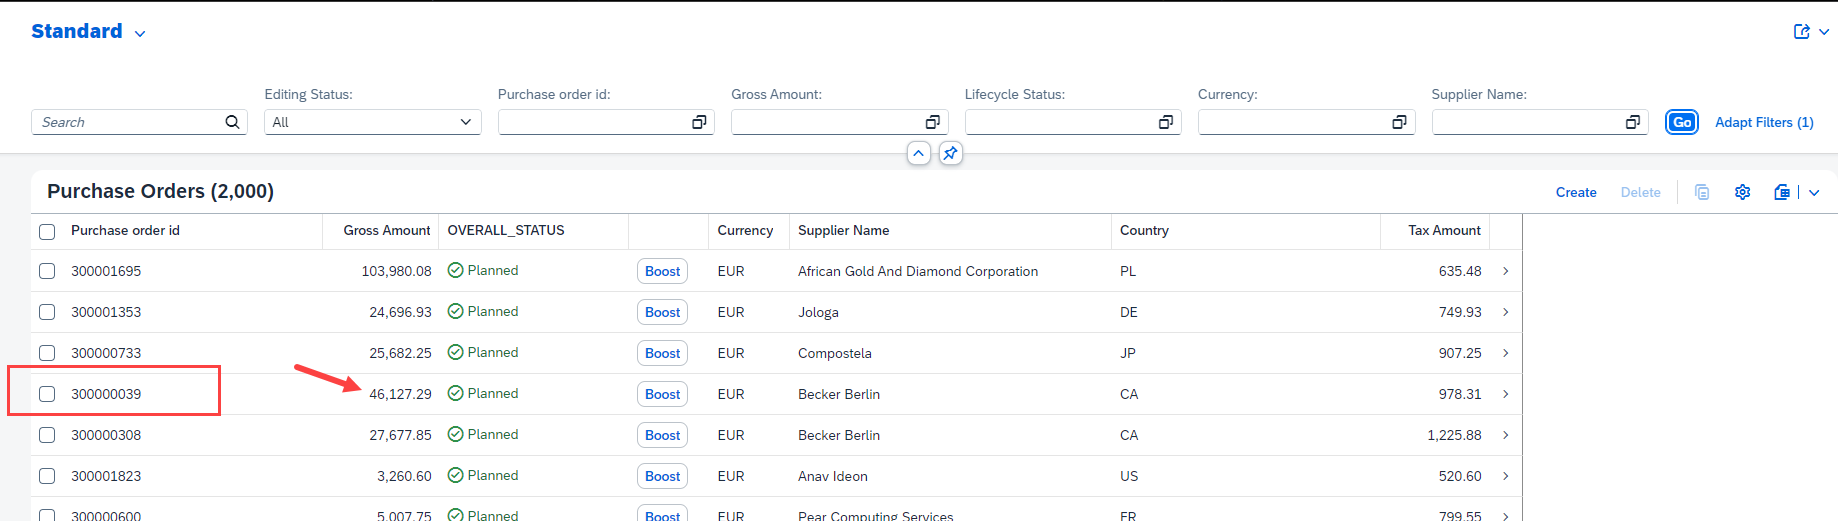 Standard
Editing Status: Purchase order id: Gross Amount: Lifecycle Status: Currency: Supplier Name:
Search All Go Adapt Filters (1)
Purchase Orders (2,000) Create Delete
Purchase order id Gross Amount OVERALL_STATUS Currency Supplier Name Country Tax Amount
300001695 103,980.08 Planned Boost EUR African Gold And Diamond Corporation PL 635.48
300001353 24,696.93 Planned Boost EUR Jologa DE 749.93
300000733 25,682.25 Planned Boost EUR Compostela JP 907.25
300000039 46,127.29 Planned Boost EUR Becker Berlin CA 978.31
300000308 27,677.85 Planned Boost EUR Becker Berlin CA 1,225.88
300001823 3,260.60 Planned Boost EUR Anav Ideon US 520.60
300000600 5,007.75 Planned Boost EUR Pear Computing Services FR 799.55